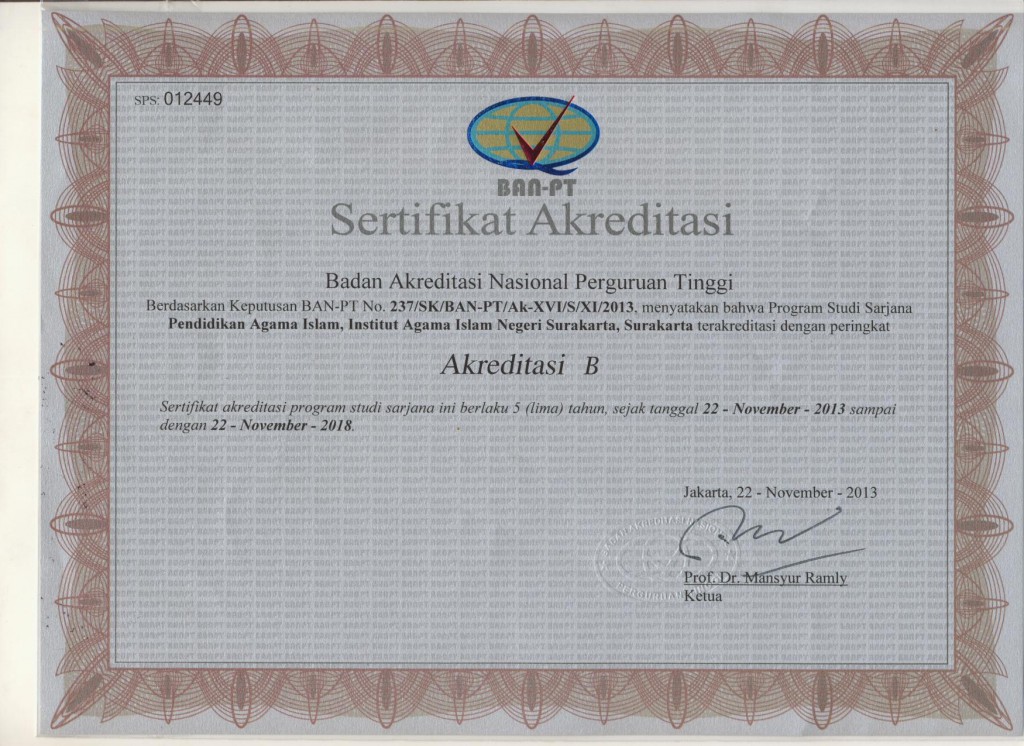 SPS: 012449
BAN-PT
Sertifikat Akreditasi
Badan Akreditasi Nasional Perguruan Tinggi
Berdasarkan Keputusan BAN-PT No. 237/SK/BAN-PT/Ak-XVI/S/XI/2013, menyatakan bahwa Program Studi Sarjana
Pendidikan Agama Islam, Institut Agama Islam Negeri Surakarta, Surakarta terakreditasi dengan peringkat
Akreditasi B
Sertifikat akreditasi program studi sarjana ini berlaku 5 (lima) tahun, sejak tanggal 22 - November - 2013 sampai
dengan 22 - November - 2018.
Jakarta, 22 - November - 2013
Prof. Dr. Mansyur Ramly
Ketua